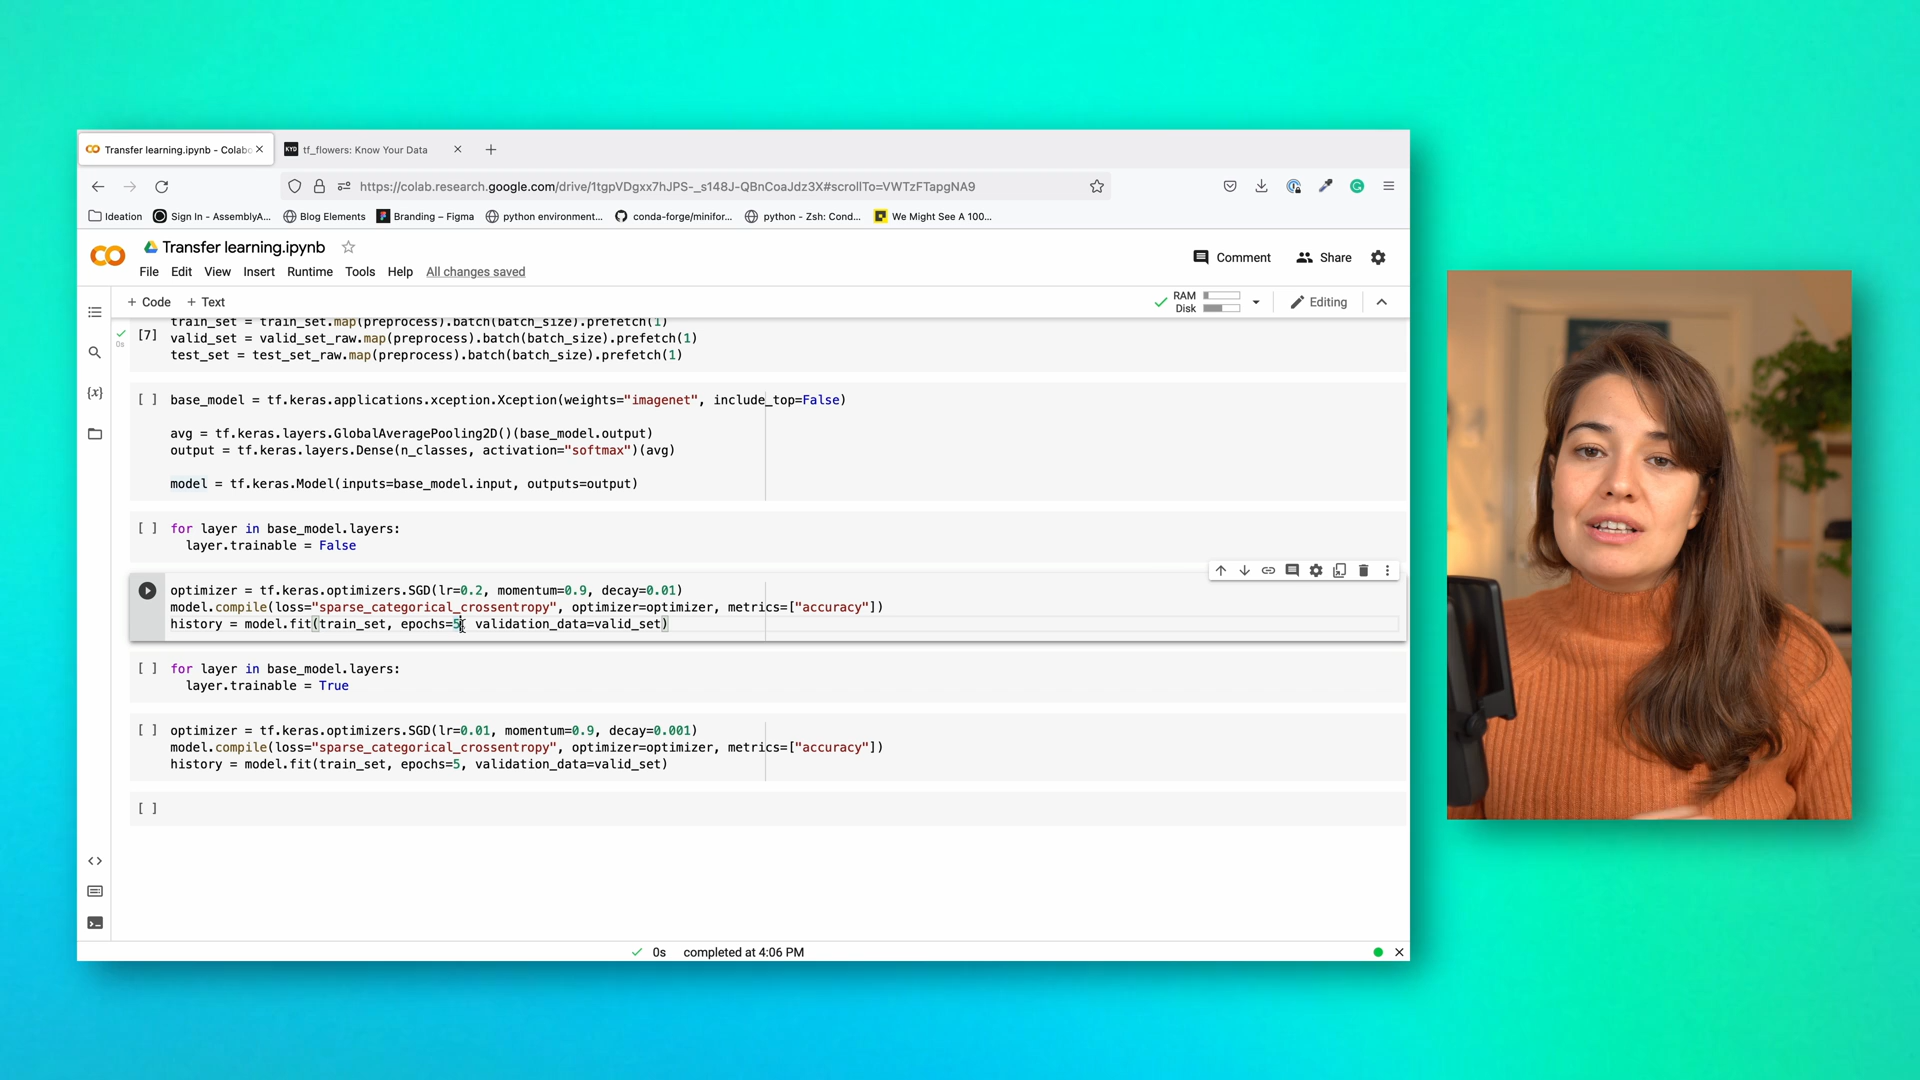 Transfer learning.ipynb - Colabo
KYD tf_flowers: Know Your Data
https://colab.research.google.com/drive/1tgpVDgxx7hJPS-_s148J-QBnCoaJdz3X#scrollTo=VWTzFTapgNA9
Ideation Sign In - AssemblyA... Blog Elements Branding – Figma python environment... conda-forge/minifor... python - Zsh: Cond... We Might See A 100...
Transfer learning.ipynb
Comment Share
File Edit View Insert Runtime Tools Help All changes saved
+ Code + Text
RAM
Disk
Editing
train_set = train_set.map(preprocess).batch(batch_size).prefetch(1)
[7] valid_set = valid_set_raw.map(preprocess).batch(batch_size).prefetch(1)
0s
test_set = test_set_raw.map(preprocess).batch(batch_size).prefetch(1)
[ ] base_model = tf.keras.applications.xception.Xception(weights="imagenet", include_top=False)
avg = tf.keras.layers.GlobalAveragePooling2D()(base_model.output)
output = tf.keras.layers.Dense(n_classes, activation="softmax")(avg)
model = tf.keras.Model(inputs=base_model.input, outputs=output)
[ ] for layer in base_model.layers:
layer.trainable = False
optimizer = tf.keras.optimizers.SGD(lr=0.2, momentum=0.9, decay=0.01)
model.compile(loss="sparse_categorical_crossentropy", optimizer=optimizer, metrics=["accuracy"])
history = model.fit(train_set, epochs=5, validation_data=valid_set)
[ ] for layer in base_model.layers:
layer.trainable = True
[ ] optimizer = tf.keras.optimizers.SGD(lr=0.01, momentum=0.9, decay=0.001)
model.compile(loss="sparse_categorical_crossentropy", optimizer=optimizer, metrics=["accuracy"])
history = model.fit(train_set, epochs=5, validation_data=valid_set)
[ ]
0s completed at 4:06 PM